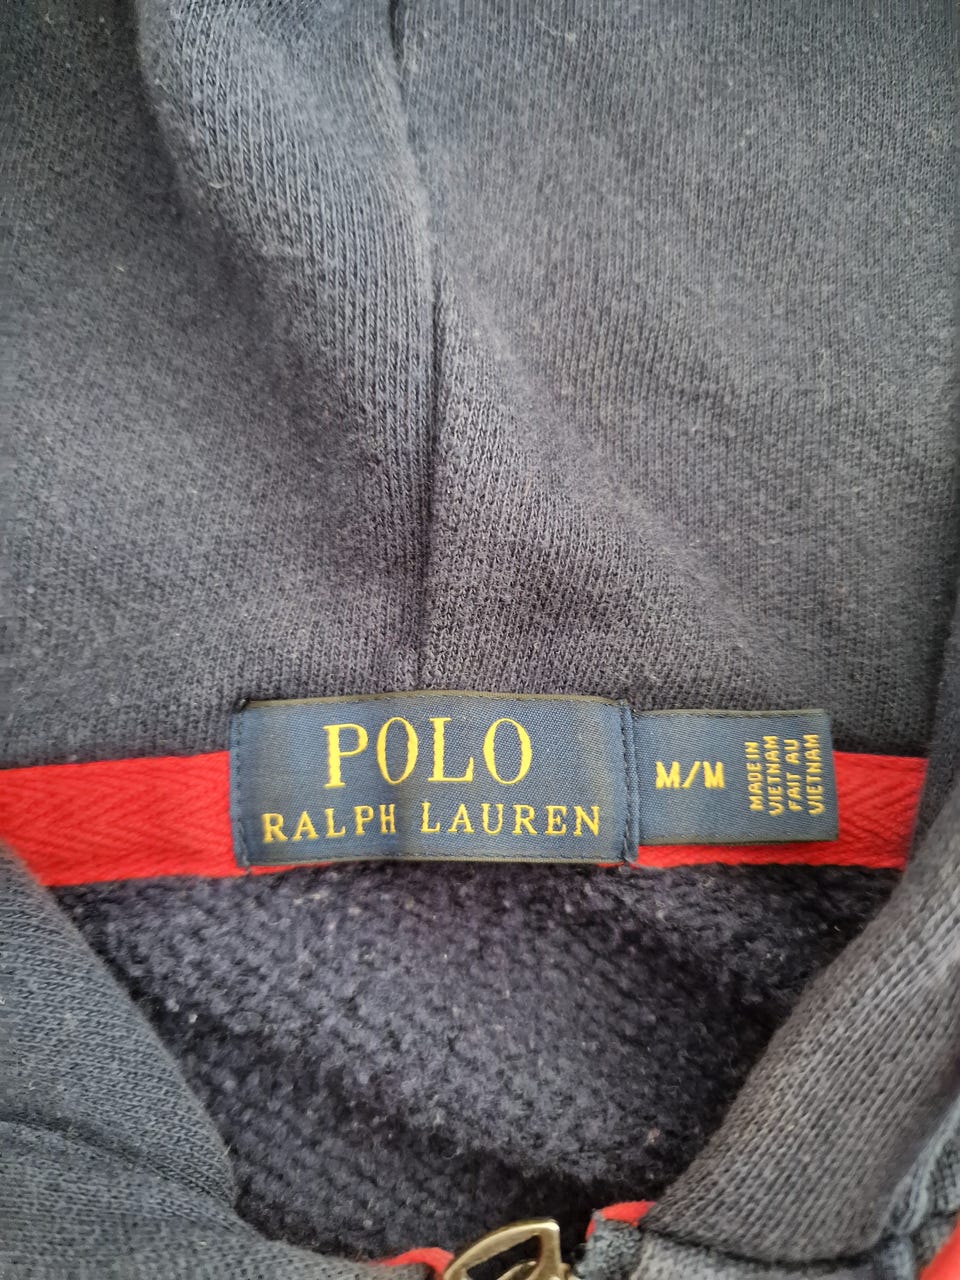 POLO
RALPH LAUREN
M/M
MADE IN
VIETNAM
FAIT AU
VIETNAM